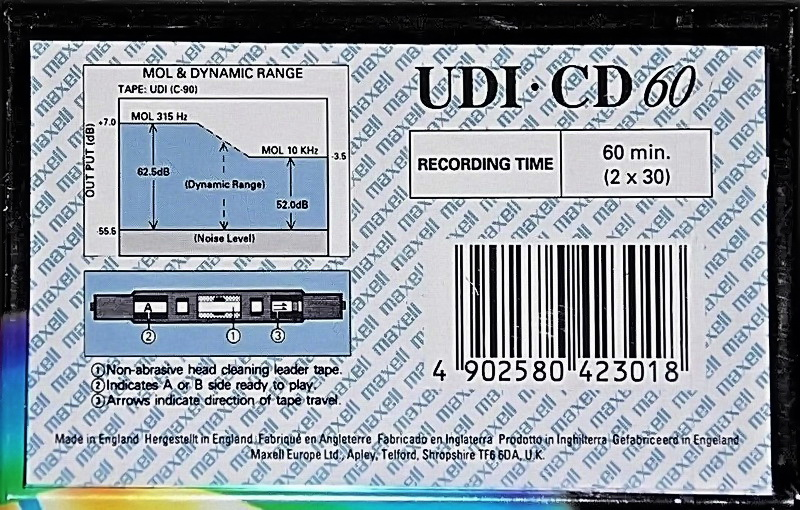 MOL & DYNAMIC RANGE
TAPE: UDI (C-90)
MOL 315 Hz
+7.0
MOL 10 KHz
-3.5
OUT PUT (dB)
62.5dB
(Dynamic Range)
52.0dB
55.5
(Noise Level)
A
② ① ③
①Non-abrasive head cleaning leader tape.
②Indicates A or B side ready to play.
③Arrows indicate direction of tape travel.
UDI·CD 60
RECORDING TIME
60 min.
(2 x 30)
4 902580 423018
Made in England Hergestellt in England Fabriqué en Angleterre Fabricado en Inglaterra Prodotto in Inghilterra Gefabriceerd in Engeland
Maxell Europe Ltd., Apley, Telford, Shropshire TF6 6DA, U.K.
maxell